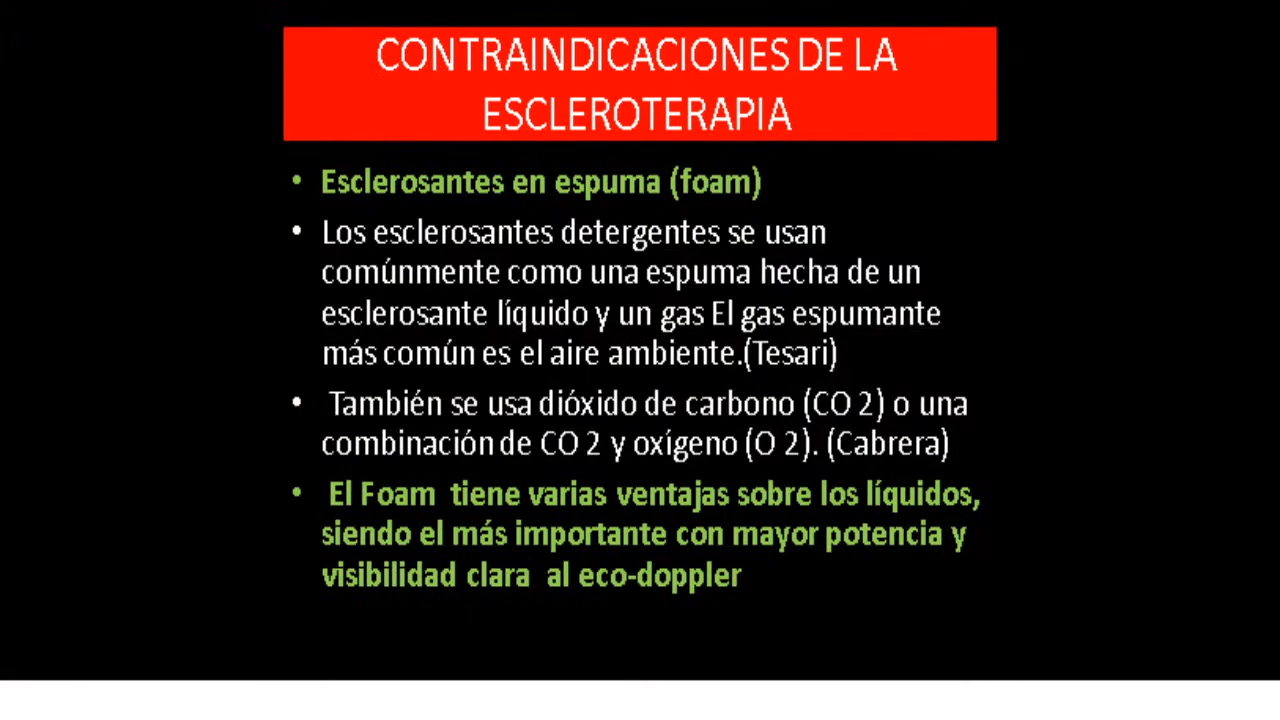 CONTRAINDICACIONES DE LA
ESCLEROTERAPIA
• Esclerosantes en espuma (foam)
• Los esclerosantes detergentes se usan
comúnmente como una espuma hecha de un
esclerosante líquido y un gas El gas espumante
más común es el aire ambiente.(Tesari)
• También se usa dióxido de carbono (CO 2) o una
combinación de CO 2 y oxígeno (O 2). (Cabrera)
• El Foam tiene varias ventajas sobre los líquidos,
siendo el más importante con mayor potencia y
visibilidad clara al eco-doppler